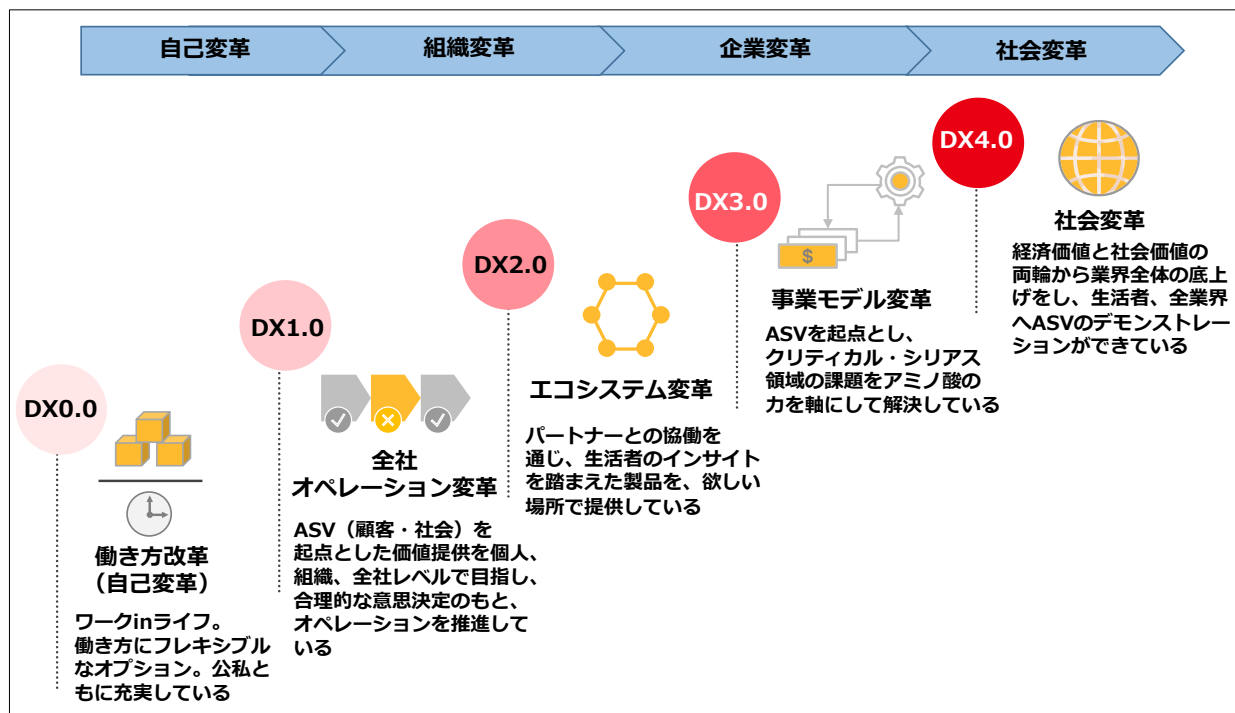 自己変革
組織変革
企業変革
社会変革
DX0.0
働き方改革
（自己変革）
ワークinライフ。
働き方にフレキシブル
なオプション。公私と
もに充実している
DX1.0
全社
オペレーション変革
ASV（顧客・社会）を
起点とした価値提供を個人、
組織、全社レベルで目指し、
合理的な意思決定のもと、
オペレーションを推進して
いる
DX2.0
エコシステム変革
パートナーとの協働を
通じ、生活者のインサイト
を踏まえた製品を、欲しい
場所で提供している
DX3.0
$
事業モデル変革
ASVを起点とし、
クリティカル・シリアス
領域の課題をアミノ酸の
力を軸にして解決している
DX4.0
社会変革
経済価値と社会価値の
両輪から業界全体の底上
げをし、生活者、全業界
へASVのデモンストレー
ションができている